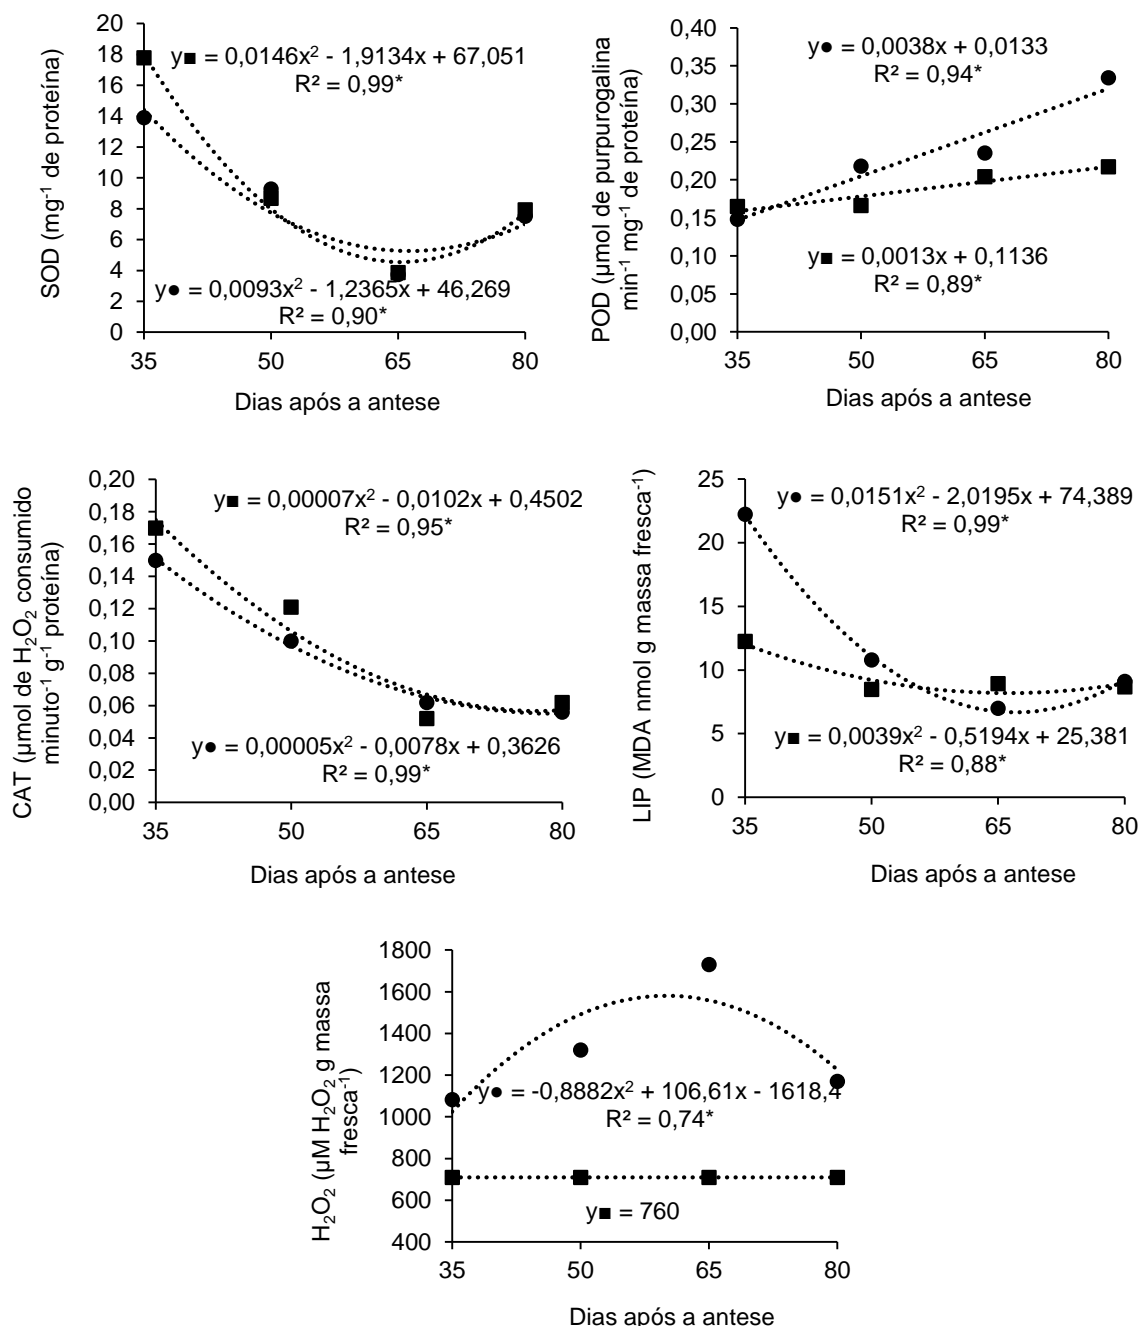 SOD (mg⁻¹ de proteína)
20
18
16
14
12
10
8
6
4
2
0
y■ = 0,0146x² - 1,9134x + 67,051
R² = 0,99*
y● = 0,0093x² - 1,2365x + 46,269
R² = 0,90*
35 50 65 80
Dias após a antese
POD (µmol de purpurogalina
min⁻¹ mg⁻¹ de proteína)
0,40
0,35
0,30
0,25
0,20
0,15
0,10
0,05
0,00
y● = 0,0038x + 0,0133
R² = 0,94*
y■ = 0,0013x + 0,1136
R² = 0,89*
35 50 65 80
Dias após a antese
CAT (µmol de H₂O₂ consumido
minuto⁻¹ g⁻¹ proteína)
0,20
0,18
0,16
0,14
0,12
0,10
0,08
0,06
0,04
0,02
0,00
y■ = 0,00007x² - 0,0102x + 0,4502
R² = 0,95*
y● = 0,00005x² - 0,0078x + 0,3626
R² = 0,99*
35 50 65 80
Dias após a antese
LIP (MDA nmol g massa fresca⁻¹)
25
20
15
10
5
0
y● = 0,0151x² - 2,0195x + 74,389
R² = 0,99*
y■ = 0,0039x² - 0,5194x + 25,381
R² = 0,88*
35 50 65 80
Dias após a antese
H₂O₂ (µM H₂O₂ g massa
fresca⁻¹)
1800
1600
1400
1200
1000
800
600
400
y● = -0,8882x² + 106,61x - 1618,4
R² = 0,74*
y■ = 760
35 50 65 80
Dias após a antese